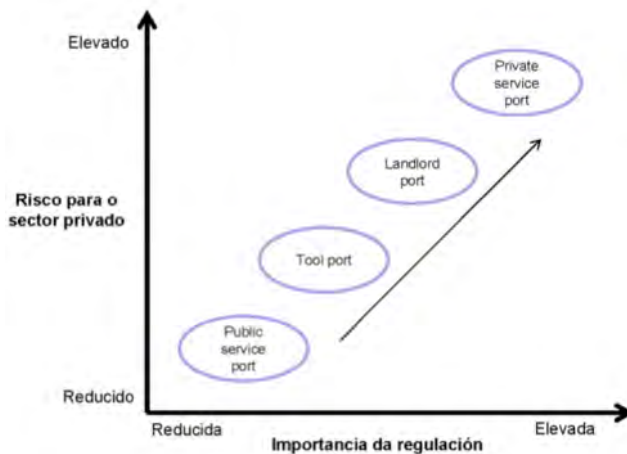 Elevado
Private
service
port
Landlord
port
Risco para o
sector privado
Tool port
Public
service
port
Reducido
Reducida
Elevada
Importancia da regulación